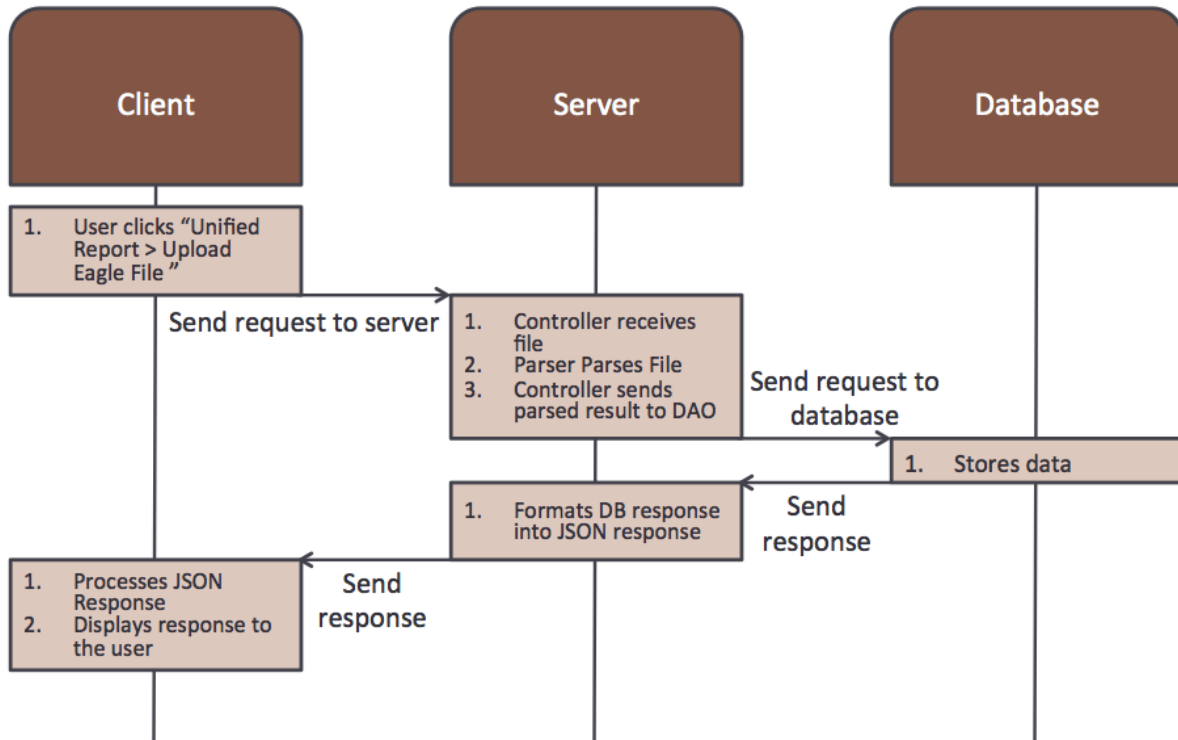 Client
Server
Database
1. User clicks “Unified
Report > Upload
Eagle File ”
Send request to server
1. Controller receives
file
2. Parser Parses File
3. Controller sends
parsed result to DAO
Send request to
database
1. Stores data
Send
response
1. Formats DB response
into JSON response
Send
response
1. Processes JSON
Response
2. Displays response to
the user